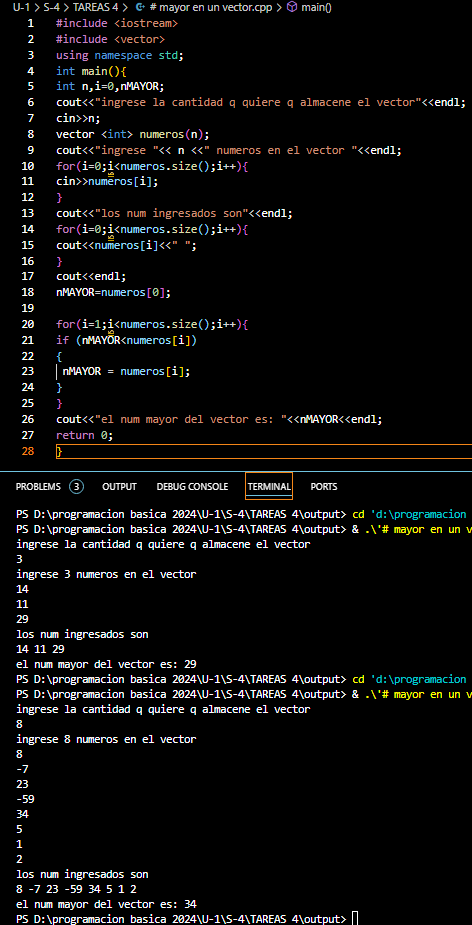 U-1 > S-4 > TAREAS 4 > # mayor en un vector.cpp > main()
1 #include <iostream>
2 #include <vector>
3 using namespace std;
4 int main(){
5 int n,i=0,nMAYOR;
6 cout<<"ingrese la cantidad q quiere q almacene el vector"<<endl;
7 cin>>n;
8 vector <int> numeros(n);
9 cout<<"ingrese "<< n <<" numeros en el vector "<<endl;
10 for(i=0;i<numeros.size();i++){
11 cin>>numeros[i];
12 }
13 cout<<"los num ingresados son"<<endl;
14 for(i=0;i<numeros.size();i++){
15 cout<<numeros[i]<<" ";
16 }
17 cout<<endl;
18 nMAYOR=numeros[0];
19
20 for(i=1;i<numeros.size();i++){
21 if (nMAYOR<numeros[i])
22 {
23 nMAYOR = numeros[i];
24 }
25 }
26 cout<<"el num mayor del vector es: "<<nMAYOR<<endl;
27 return 0;
28 }
PROBLEMS 3 OUTPUT DEBUG CONSOLE TERMINAL PORTS
PS D:\programacion basica 2024\U-1\S-4\TAREAS 4\output> cd 'd:\programacion
PS D:\programacion basica 2024\U-1\S-4\TAREAS 4\output> & .\'# mayor en un v
ingrese la cantidad q quiere q almacene el vector
3
ingrese 3 numeros en el vector
14
11
29
los num ingresados son
14 11 29
el num mayor del vector es: 29
PS D:\programacion basica 2024\U-1\S-4\TAREAS 4\output> cd 'd:\programacion
PS D:\programacion basica 2024\U-1\S-4\TAREAS 4\output> & .\'# mayor en un v
ingrese la cantidad q quiere q almacene el vector
8
ingrese 8 numeros en el vector
8
-7
23
-59
34
5
1
2
los num ingresados son
8 -7 23 -59 34 5 1 2
el num mayor del vector es: 34
PS D:\programacion basica 2024\U-1\S-4\TAREAS 4\output>